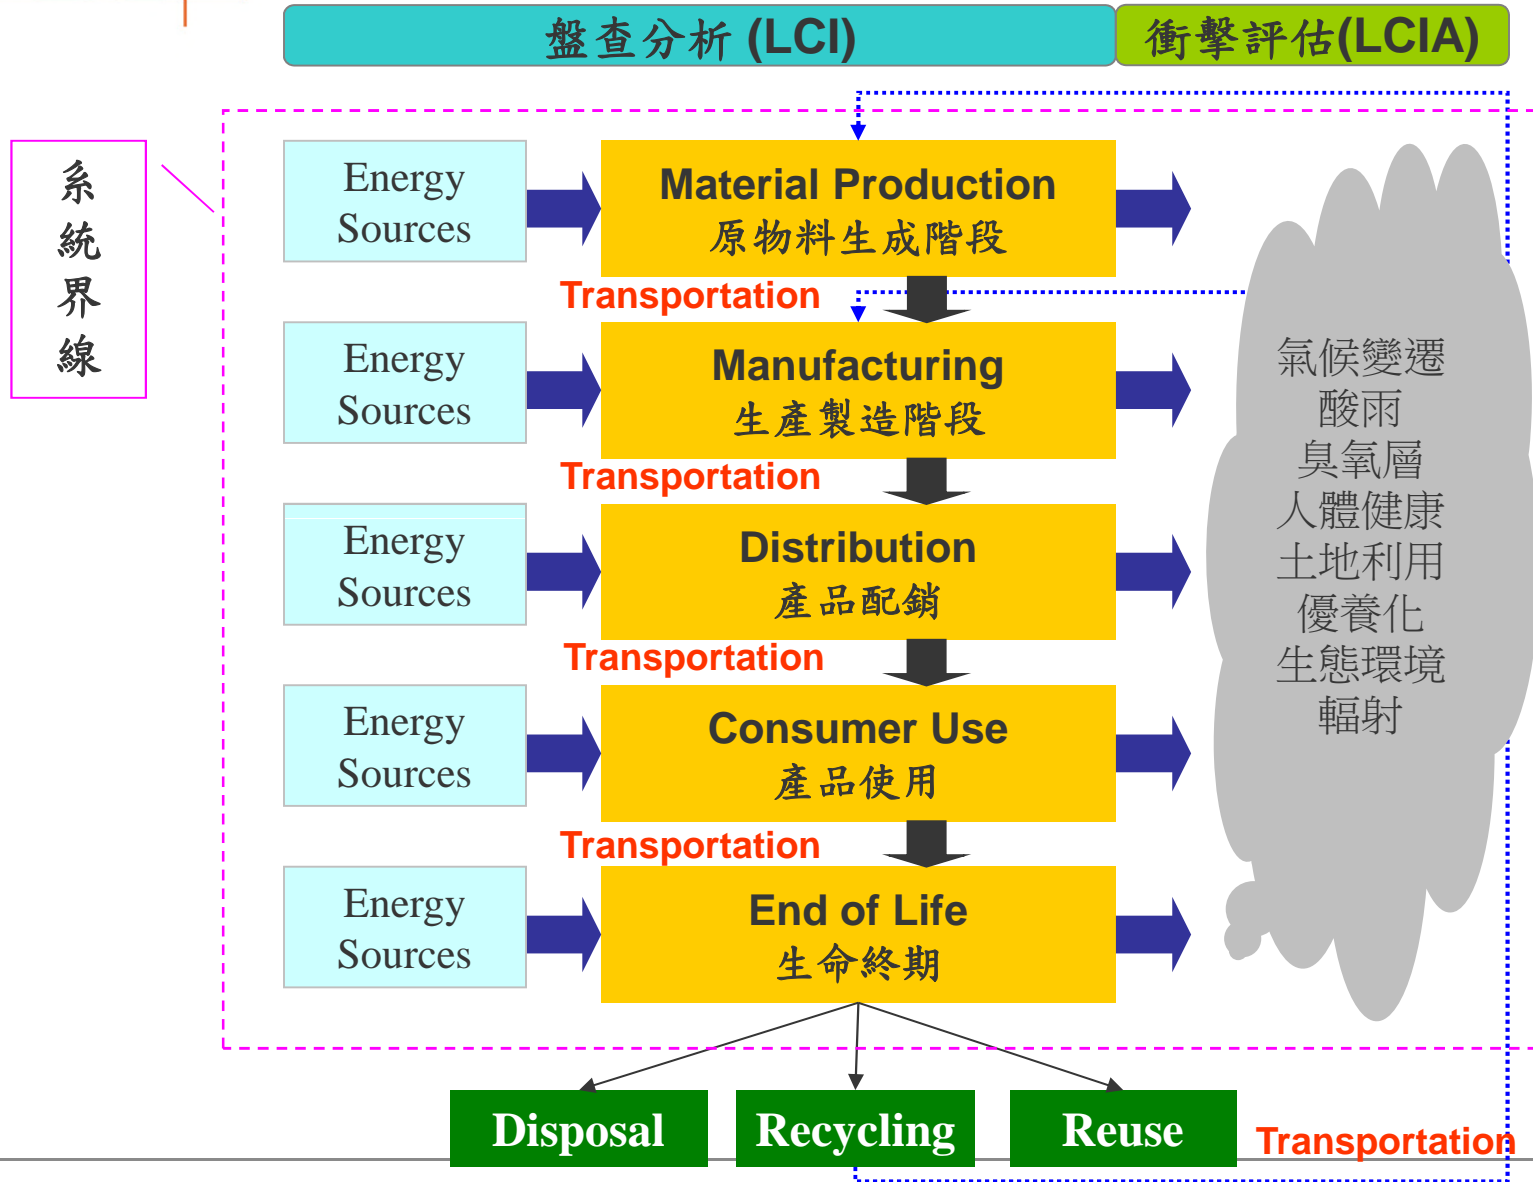 盤查分析 (LCI)
衝擊評估(LCIA)
系
統
界
線
Energy
Sources
Material Production
原物料生成階段
Transportation
Energy
Sources
Manufacturing
生產製造階段
Transportation
Energy
Sources
Distribution
產品配銷
Transportation
Energy
Sources
Consumer Use
產品使用
Transportation
Energy
Sources
End of Life
生命終期
氣候變遷
酸雨
臭氧層
人體健康
土地利用
優養化
生態環境
輻射
Disposal
Recycling
Reuse
Transportation